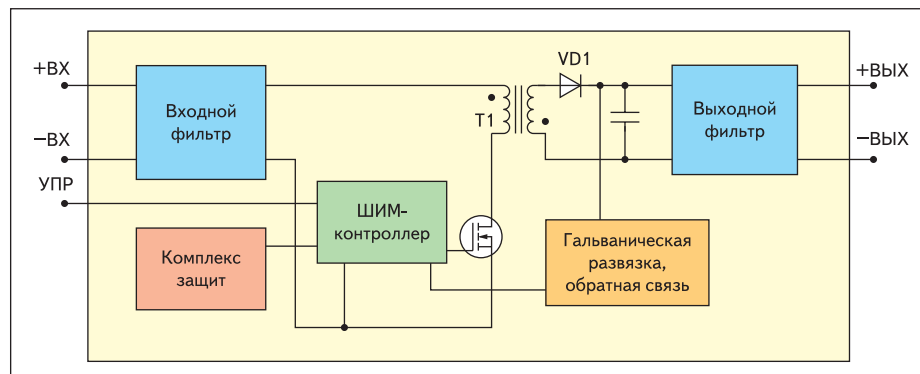 +ВХ
Входной
фильтр
−ВХ
УПР
ШИМ-
контроллер
Комплекс
защит
T1
VD1
Гальваническая
развязка,
обратная связь
Выходной
фильтр
+ВЫХ
−ВЫХ